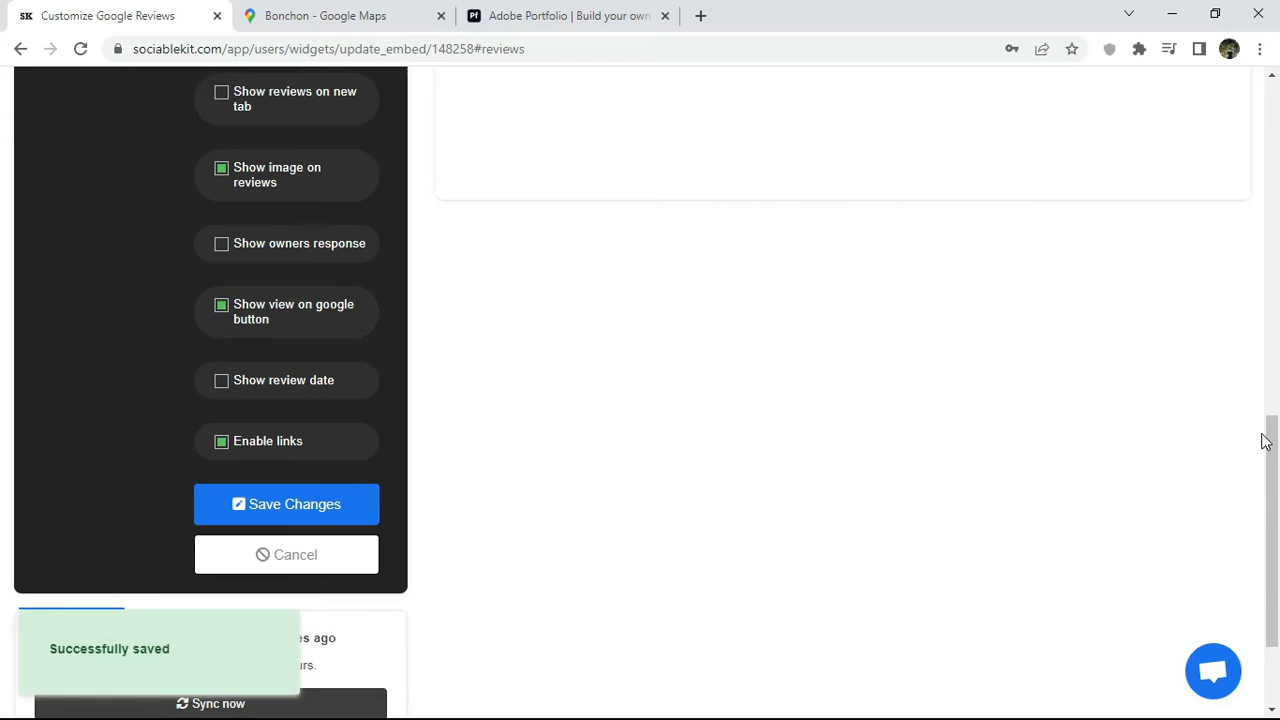 SK Customize Google Reviews
Bonchon - Google Maps
Pf Adobe Portfolio | Build your own
sociablekit.com/app/users/widgets/update_embed/148258#reviews
Show reviews on new
tab
Show image on
reviews
Show owners response
Show view on google
button
Show review date
Enable links
Save Changes
Cancel
es ago
Successfully saved
urs.
Sync now